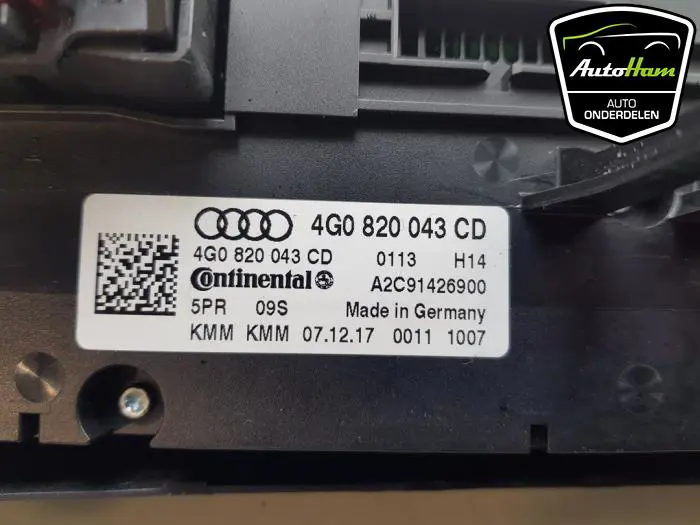 AutoHam
AUTO
ONDERDELEN
4G0 820 043 CD
4G0 820 043 CD 0113 H14
Continental A2C91426900
5PR 09S Made in Germany
KMM KMM 07.12.17 0011 1007